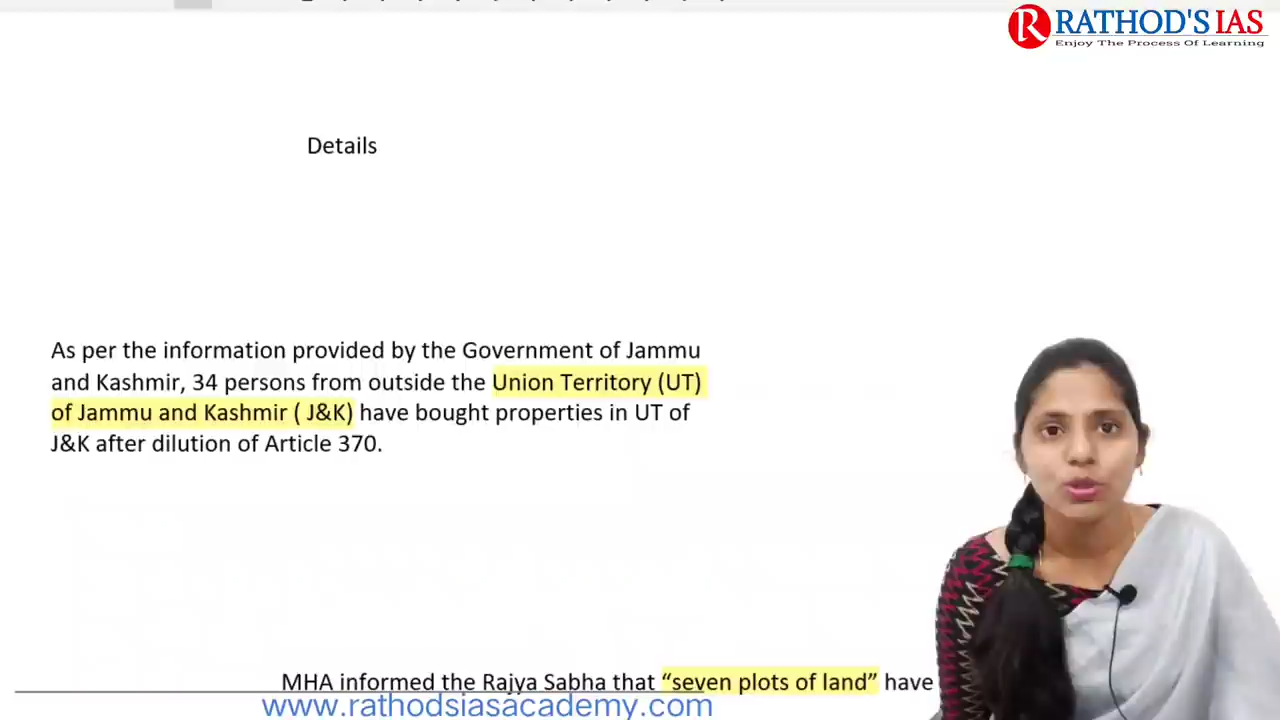 RATHOD'S IAS
Enjoy The Process Of Learning
Details
As per the information provided by the Government of Jammu
and Kashmir, 34 persons from outside the Union Territory (UT)
of Jammu and Kashmir ( J&K) have bought properties in UT of
J&K after dilution of Article 370.
MHA informed the Rajya Sabha that “seven plots of land” have
www.rathodsiasacademy.com